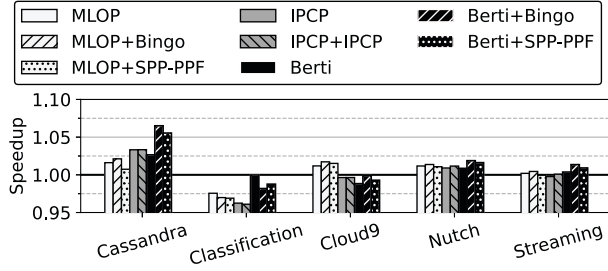 MLOP IPCP Berti+Bingo
MLOP+Bingo IPCP+IPCP Berti+SPP-PPF
MLOP+SPP-PPF Berti
1.10
1.05
1.00
0.95
Speedup
Cassandra Classification Cloud9 Nutch Streaming